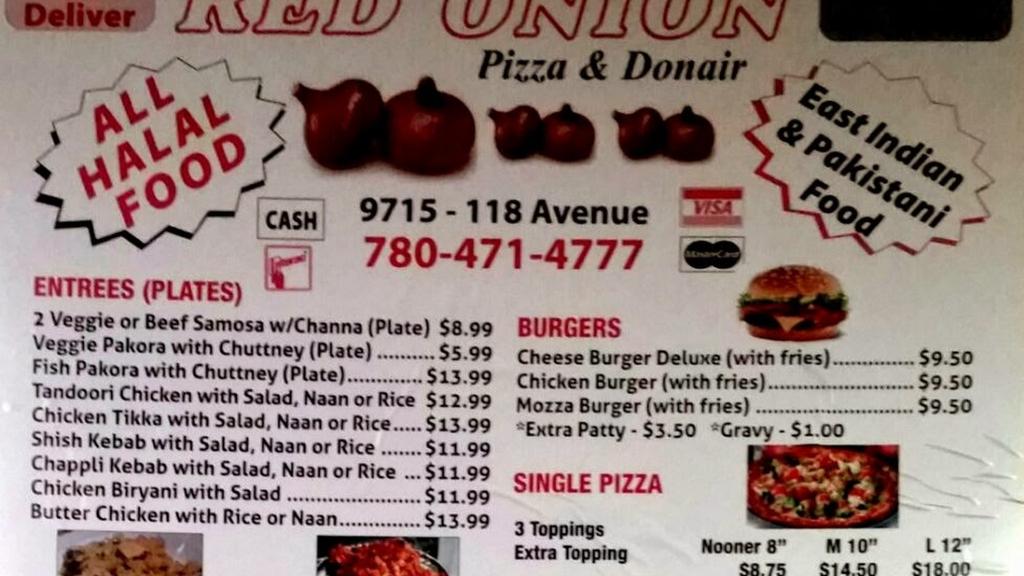 Deliver
RED ONION
Pizza & Donair
ALL
HALAL
FOOD
East Indian
& Pakistani
Food
CASH
9715 - 118 Avenue
VISA
780-471-4777
MasterCard
ENTREES (PLATES)
2 Veggie or Beef Samosa w/Channa (Plate) $8.99
Veggie Pakora with Chuttney (Plate) .......... $5.99
Fish Pakora with Chuttney (Plate)............. $13.99
Tandoori Chicken with Salad, Naan or Rice $12.99
Chicken Tikka with Salad, Naan or Rice..... $13.99
Shish Kebab with Salad, Naan or Rice ....... $11.99
Chappli Kebab with Salad, Naan or Rice ... $11.99
Chicken Biryani with Salad ....................... $11.99
Butter Chicken with Rice or Naan.............. $13.99
BURGERS
Cheese Burger Deluxe (with fries).............. $9.50
Chicken Burger (with fries)......................... $9.50
Mozza Burger (with fries) ........................... $9.50
*Extra Patty - $3.50 *Gravy - $1.00
SINGLE PIZZA
Nooner 8" M 10" L 12"
3 Toppings $8.75 $14.50 $18.00
Extra Topping